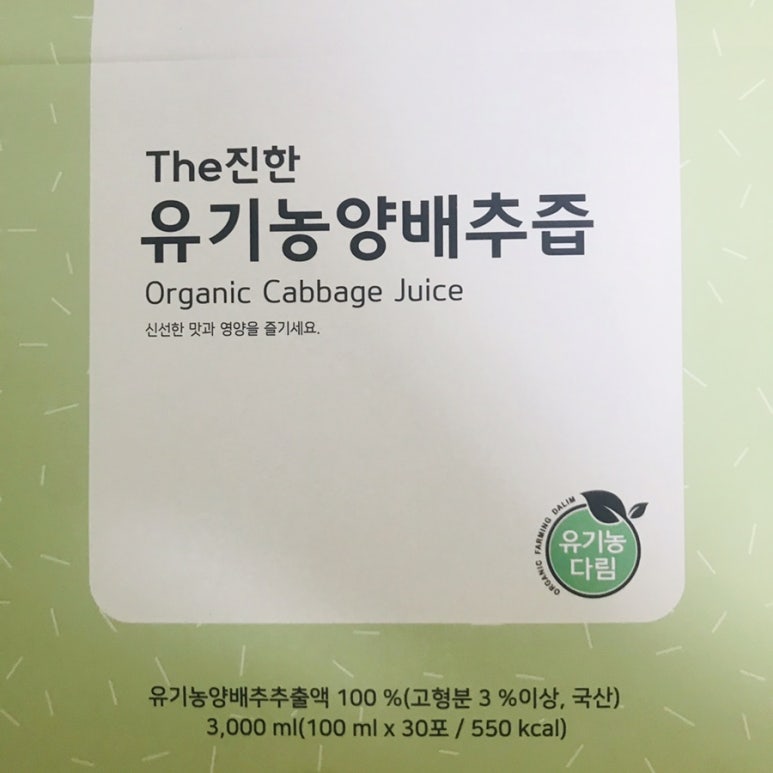 The진한
유기농양배추즙
Organic Cabbage Juice
신선한 맛과 영양을 즐기세요.
ORGANIC FARMING DALIM
유기농
다림
유기농양배추추출액 100 %(고형분 3 %이상, 국산)
3,000 ml(100 ml x 30포 / 550 kcal)